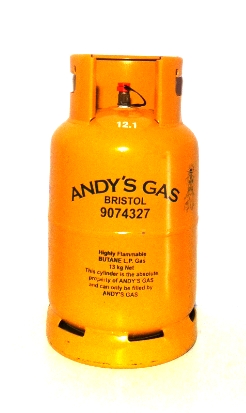 12.1
ANDY'S GAS
BRISTOL
9074327
Highly Flammable
BUTANE L.P. Gas
13 kg Net
This cylinder is the absolute
property of ANDY'S GAS
and can only be filled by
ANDY'S GAS